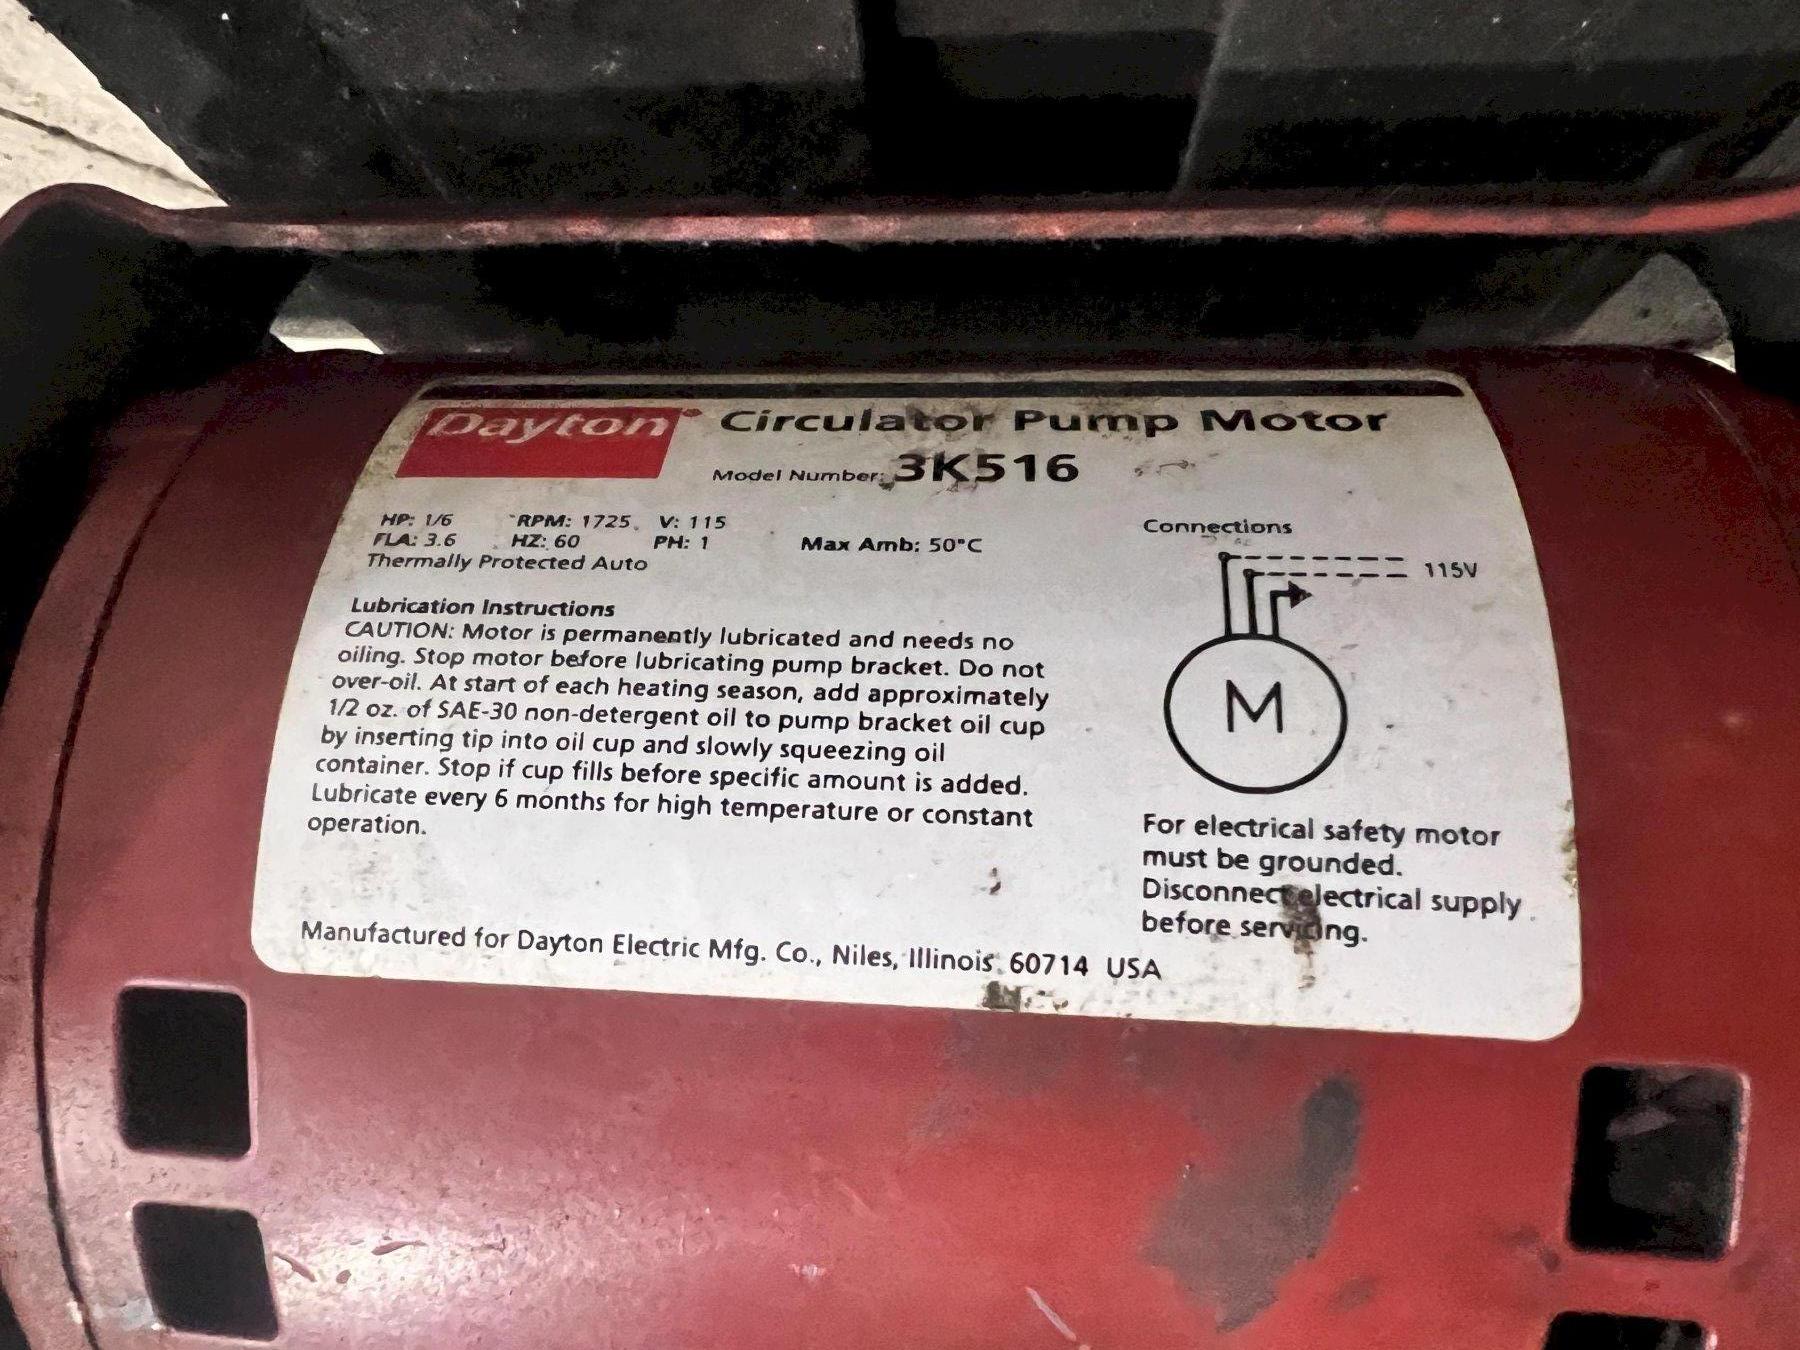 Dayton Circulator Pump Motor
Model Number: 3K516
HP: 1/6 RPM: 1725 V: 115
FLA: 3.6 HZ: 60 PH: 1 Max Amb: 50°C
Thermally Protected Auto
Lubrication Instructions
CAUTION: Motor is permanently lubricated and needs no
oiling. Stop motor before lubricating pump bracket. Do not
over-oil. At start of each heating season, add approximately
1/2 oz. of SAE-30 non-detergent oil to pump bracket oil cup
by inserting tip into oil cup and slowly squeezing oil
container. Stop if cup fills before specific amount is added.
Lubricate every 6 months for high temperature or constant
operation.
Connections
115V
M
For electrical safety motor
must be grounded.
Disconnect electrical supply
before servicing.
Manufactured for Dayton Electric Mfg. Co., Niles, Illinois 60714 USA